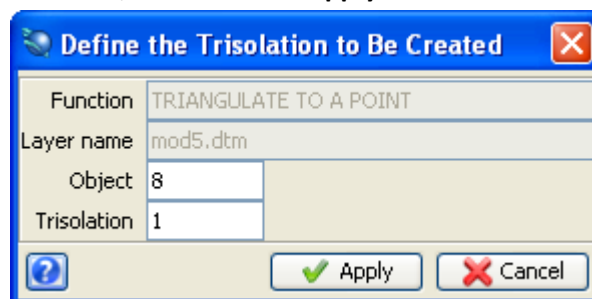 Define the Trisolation to Be Created
Function TRIANGULATE TO A POINT
Layer name mod5.dtm
Object 8
Trisolation 1
? Apply Cancel